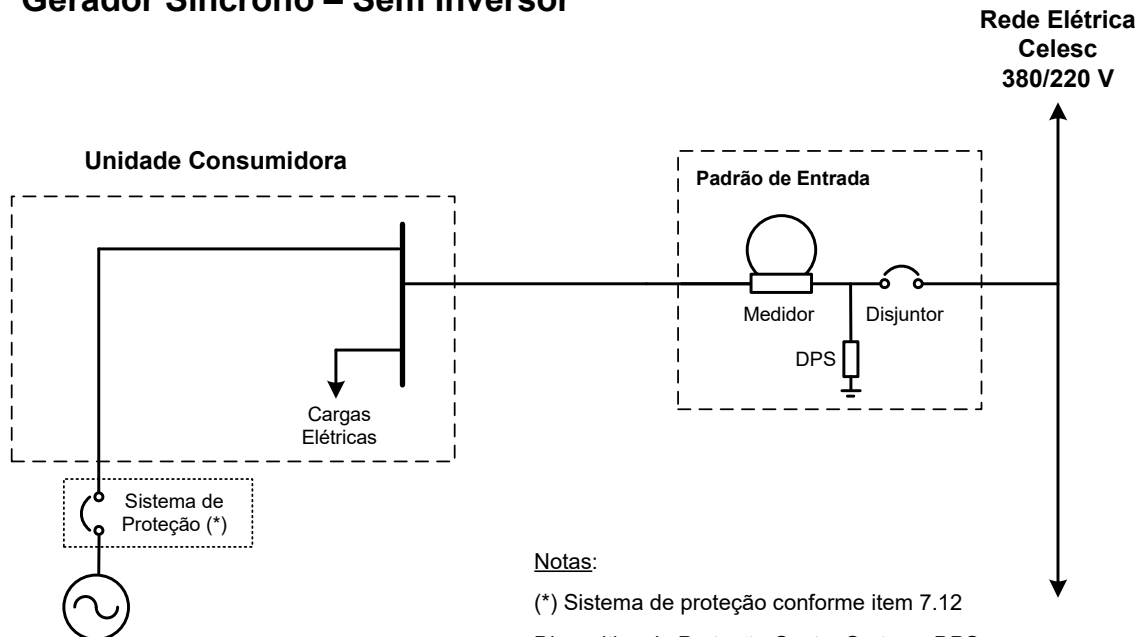 Gerador Síncrono – Sem Inversor
Rede Elétrica
Celesc
380/220 V
Unidade Consumidora
Padrão de Entrada
Medidor
Disjuntor
DPS
Cargas
Elétricas
Sistema de
Proteção (*)
Notas:
(*) Sistema de proteção conforme item 7.12